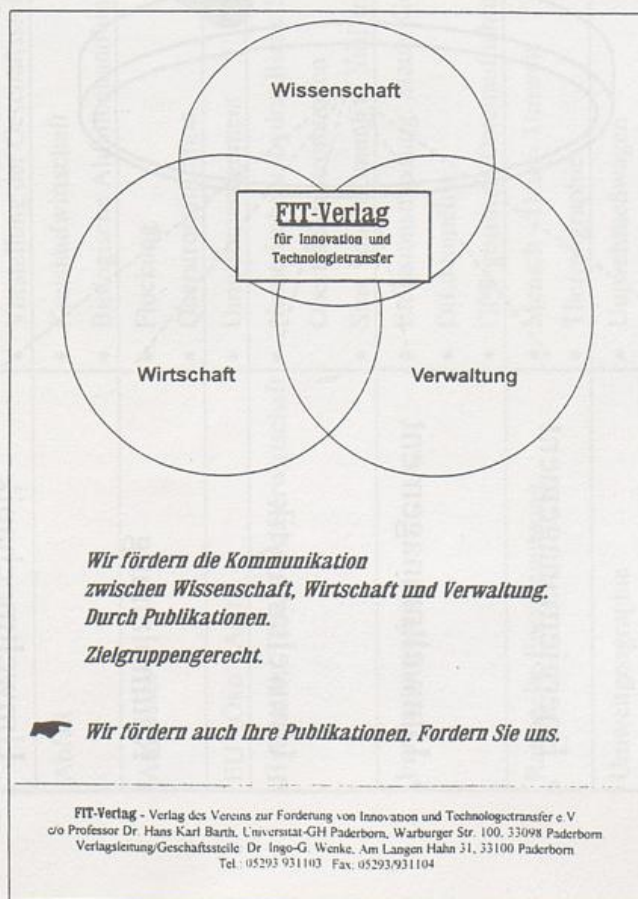 Wissenschaft
FIT-Verlag
für Innovation und
Technologietransfer
Wirtschaft
Verwaltung
Wir fördern die Kommunikation
zwischen Wissenschaft, Wirtschaft und Verwaltung.
Durch Publikationen.
Zielgruppengerecht.
Wir fördern auch Ihre Publikationen. Fordern Sie uns.
FIT-Verlag - Verlag des Vereins zur Forderung von Innovation und Technologietransfer e.V
c/o Professor Dr. Hans Karl Barth, Universitat-GH Paderborn, Warburger Str. 100, 33098 Paderborn
Verlagsleitung/Geschaftsstelle: Dr. Ingo-G. Wenke, Am Langen Hahn 31, 33100 Paderborn
Tel.: 05293 931103 Fax: 05293/931104